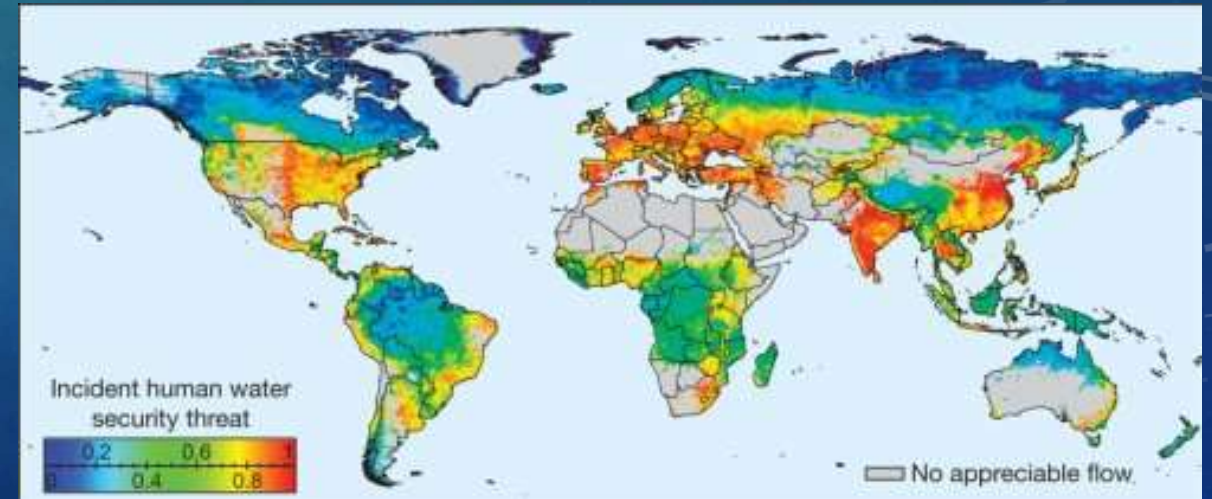 Incident human water
security threat
0,2 0,6 1
0 0,4 0,8
No appreciable flow